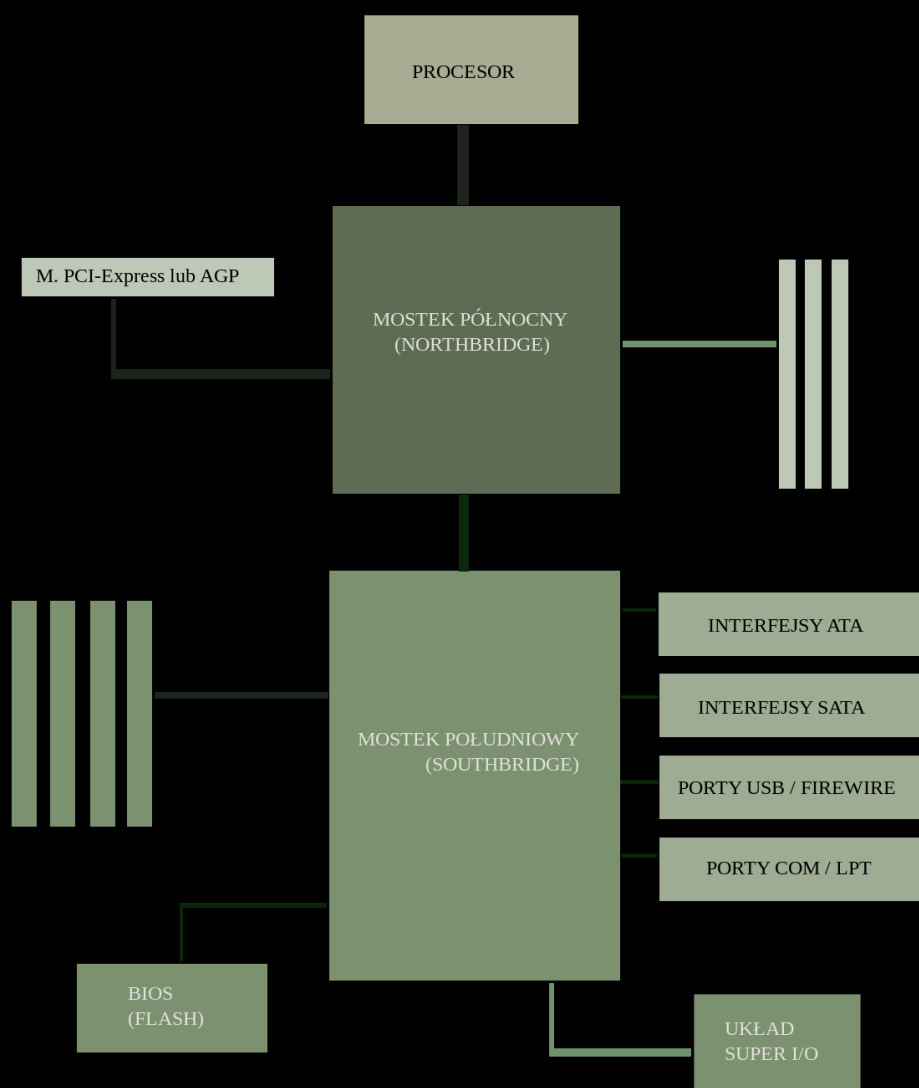 PROCESOR
M. PCI-Express lub AGP
MOSTEK PÓŁNOCNY
(NORTHBRIDGE)
INTERFEJSY ATA
INTERFEJSY SATA
MOSTEK POŁUDNIOWY
(SOUTHBRIDGE)
PORTY USB / FIREWIRE
PORTY COM / LPT
BIOS
(FLASH)
UKŁAD
SUPER I/O